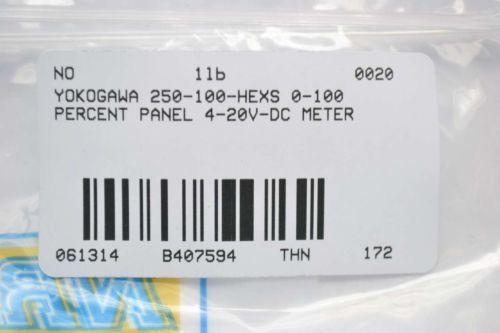 NO 1lb 0020
YOKOGAWA 250-100-HEXS 0-100
PERCENT PANEL 4-20V-DC METER
061314 B407594 THN 172